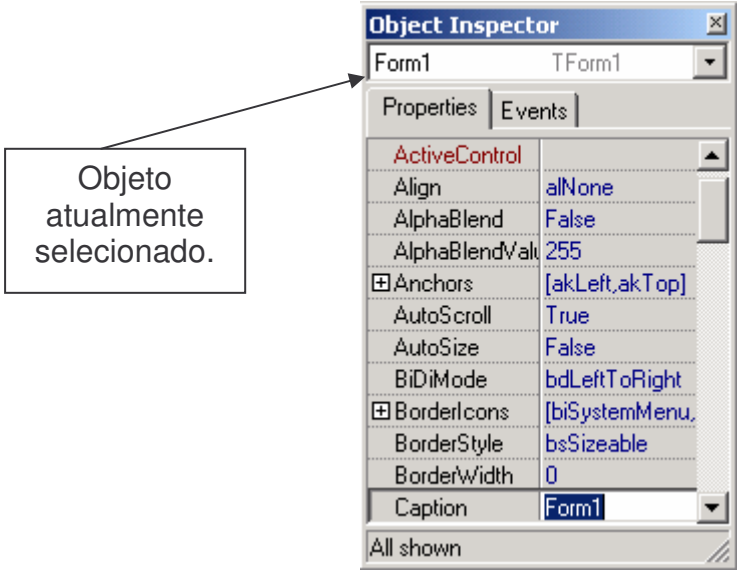 Object Inspector
Form1 TForm1
Properties Events
ActiveControl
Align alNone
AlphaBlend False
AlphaBlendValu 255
Anchors [akLeft,akTop]
AutoScroll True
AutoSize False
BiDiMode bdLeftToRight
BorderIcons [biSystemMenu,
BorderStyle bsSizeable
BorderWidth 0
Caption Form1
All shown
Objeto
atualmente
selecionado.